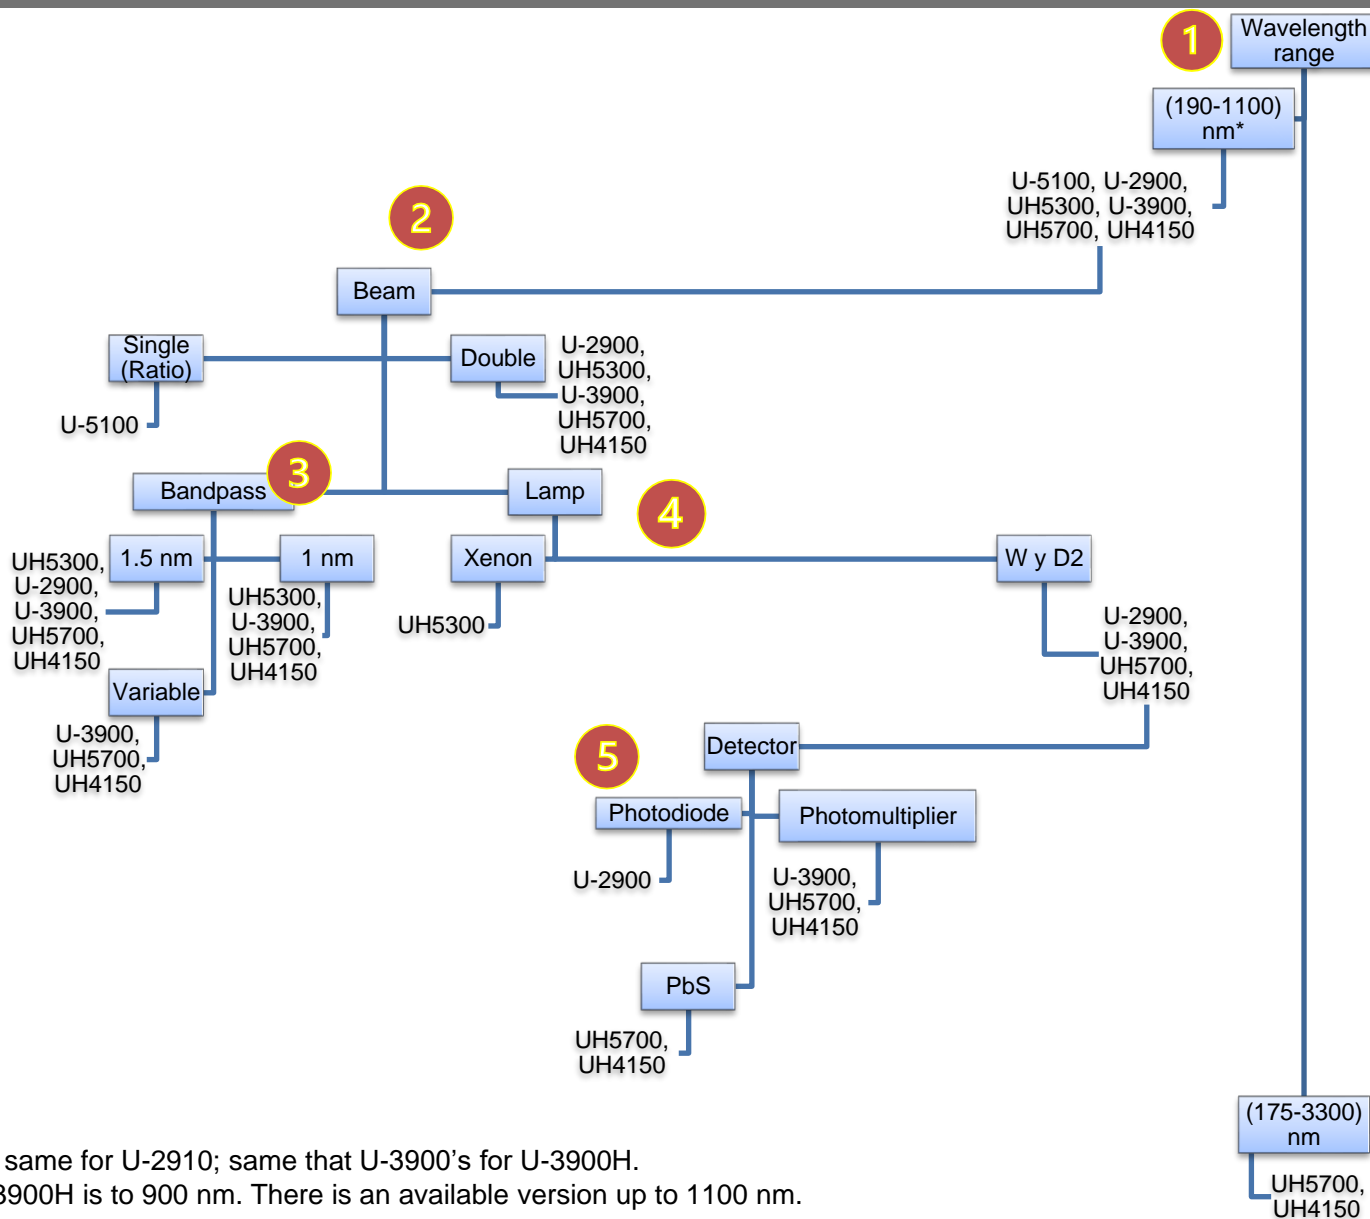 1
Wavelength
range
(190-1100)
nm*
U-5100, U-2900,
UH5300, U-3900,
UH5700, UH4150
2
Beam
Single
(Ratio)
U-5100
Double
U-2900,
UH5300,
U-3900,
UH5700,
UH4150
3
Bandpass
1.5 nm
UH5300,
U-2900,
U-3900,
UH5700,
UH4150
1 nm
UH5300,
U-3900,
UH5700,
UH4150
Variable
U-3900,
UH5700,
UH4150
Lamp
4
Xenon
UH5300
W y D2
U-2900,
U-3900,
UH5700,
UH4150
5
Detector
Photodiode
U-2900
Photomultiplier
U-3900,
UH5700,
UH4150
PbS
UH5700,
UH4150
(175-3300)
nm
UH5700,
UH4150
same for U-2910; same that U-3900's for U-3900H.
3900H is to 900 nm. There is an available version up to 1100 nm.